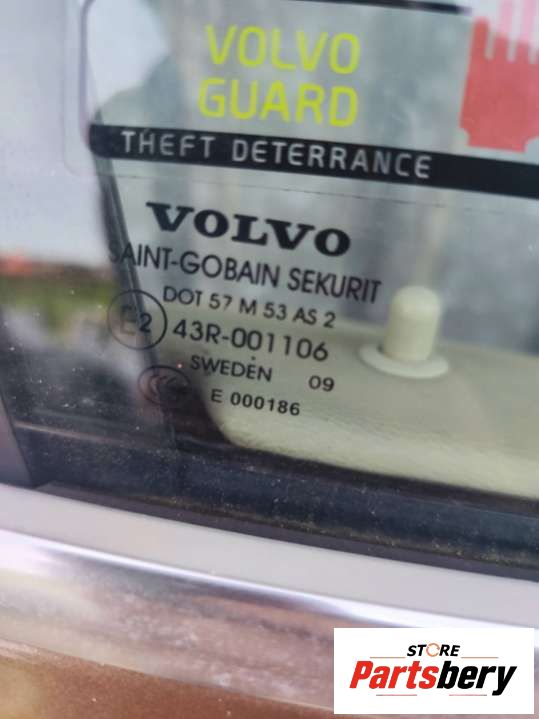 VOLVO
GUARD
THEFT DETERRANCE
VOLVO
SAINT-GOBAIN SEKURIT
DOT 57 M 53 AS 2
E2 43R-001106
SWEDEN 09
E 000186
STORE
Partsbery